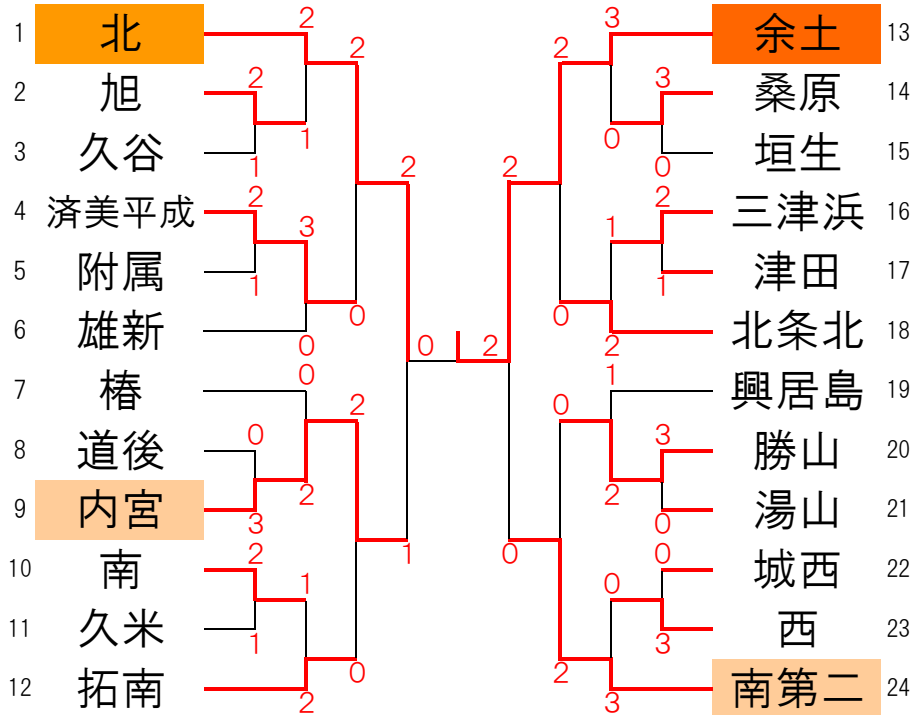 1 北 2 2 3 余土 13
2 旭 2 3 桑原 14
3 久谷 1 1 0 0 垣生 15
4 済美平成 2 3 2 2 1 2 三津浜 16
5 附属 1 0 0 1 津田 17
6 雄新 0 0 2 2 北条北 18
7 椿 0 2 0 1 興居島 19
8 道後 0 3 勝山 20
9 内宮 3 2 2 0 湯山 21
10 南 2 1 1 0 0 0 城西 22
11 久米 1 3 西 23
12 拓南 2 0 2 3 南第二 24